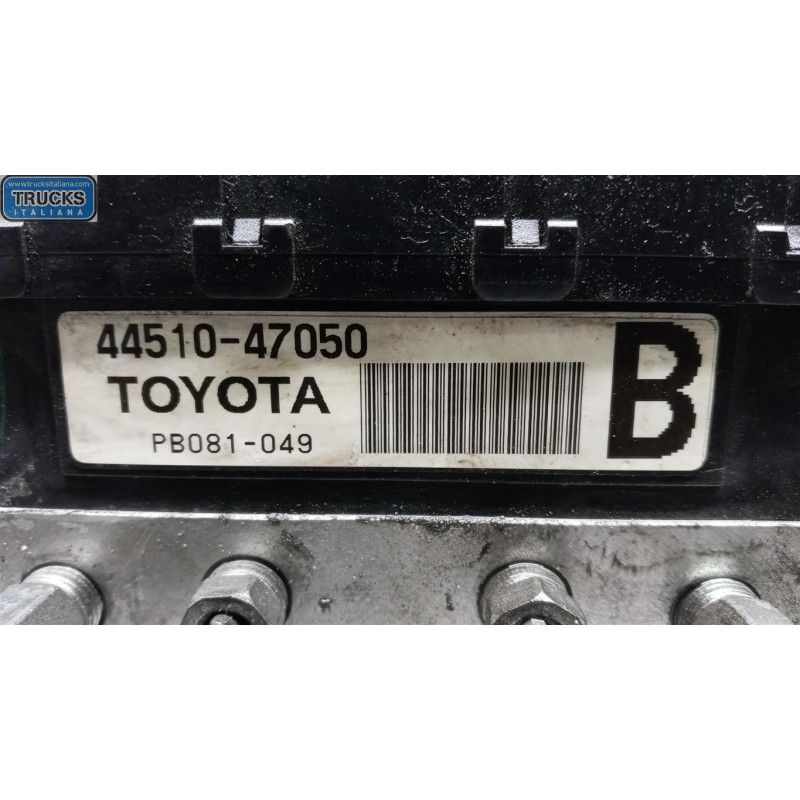 www.trucksitaliana.com
TRUCKS
ITALIANA
44510-47050
TOYOTA
PB081-049
B